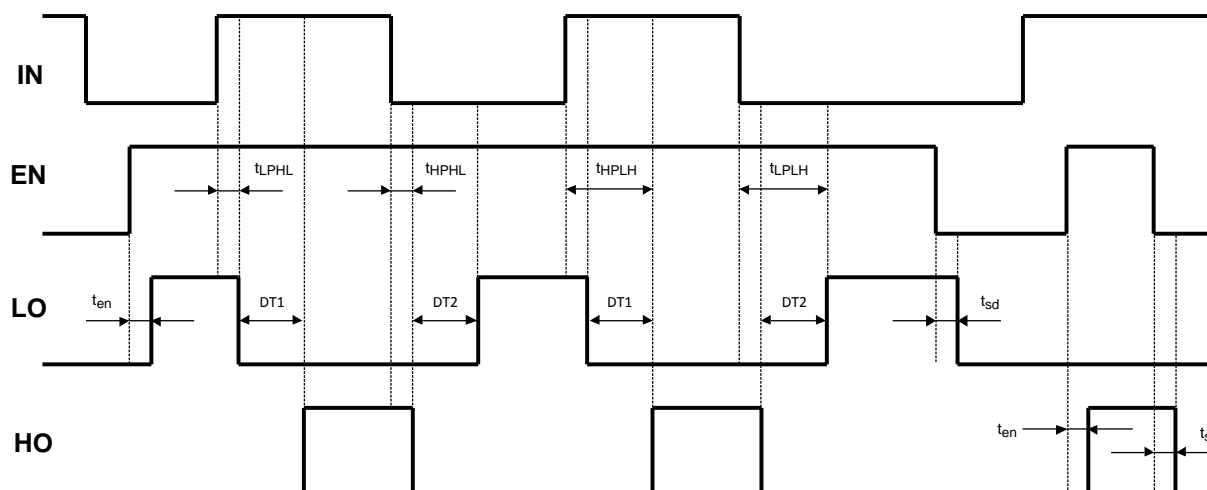 IN
EN
tLPHL
tHPHL
tHPLH
tLPLH
LO
ten
DT1
DT2
DT1
DT2
tsd
HO
ten